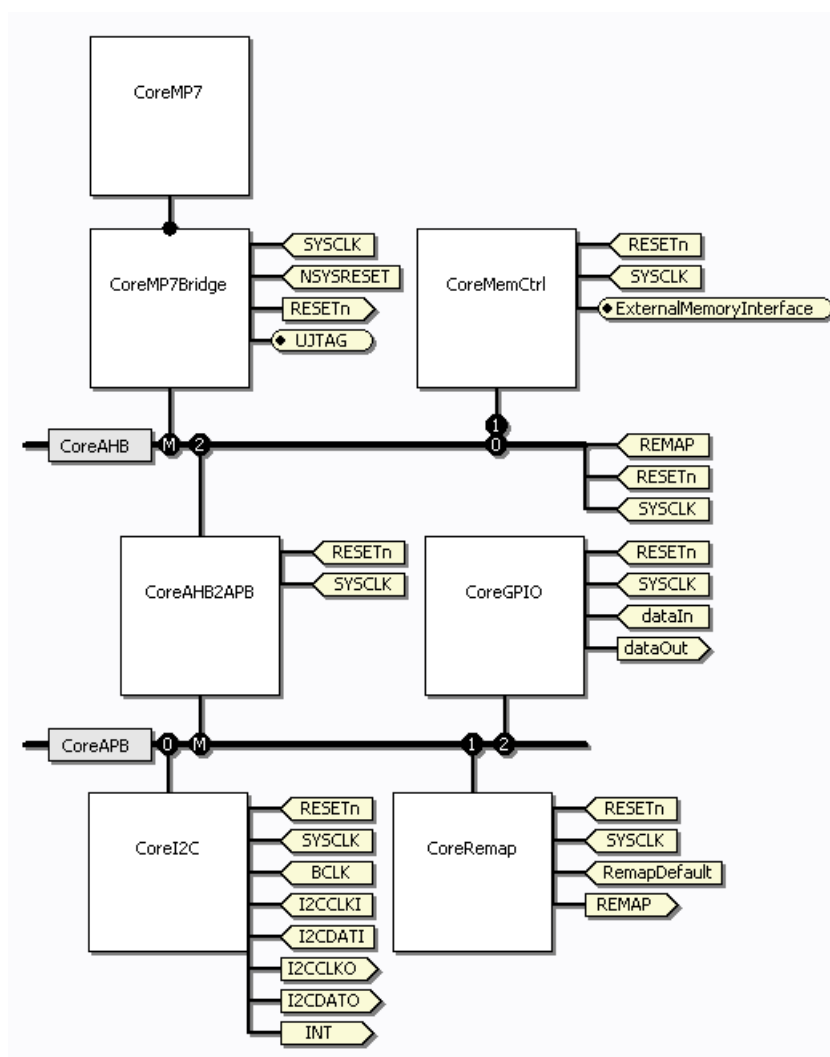 CoreMP7
CoreMP7Bridge
SYSCLK
NSYSRESET
RESETn
UJTAG
CoreMemCtrl
RESETn
SYSCLK
ExternalMemoryInterface
CoreAHB
M
2
1
0
REMAP
RESETn
SYSCLK
CoreAHB2APB
RESETn
SYSCLK
CoreGPIO
RESETn
SYSCLK
dataIn
dataOut
CoreAPB
0
M
1
2
CoreI2C
RESETn
SYSCLK
BCLK
I2CCLKI
I2CDATI
I2CCLKO
I2CDATO
INT
CoreRemap
RESETn
SYSCLK
RemapDefault
REMAP